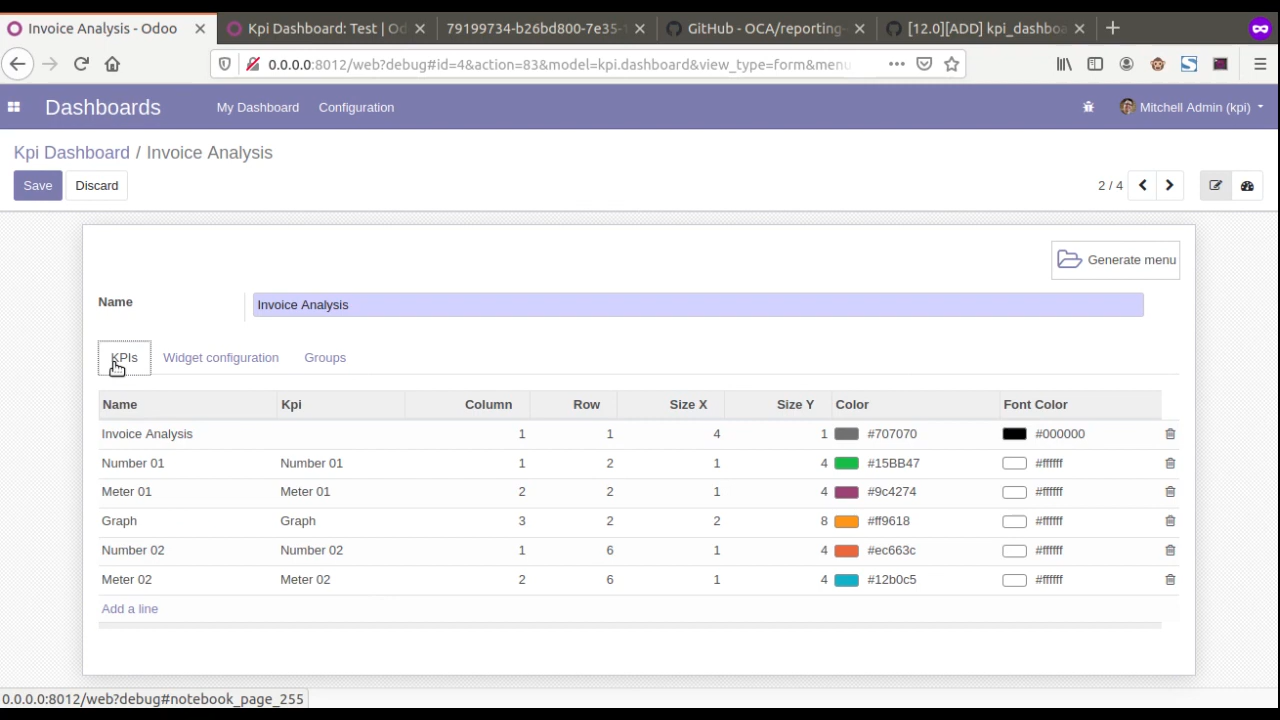 Invoice Analysis - Odoo
Kpi Dashboard: Test | Od
79199734-b26bd800-7e35-1
GitHub - OCA/reporting-
[12.0][ADD] kpi_dashboa
0.0.0.0:8012/web?debug#id=4&action=83&model=kpi.dashboard&view_type=form&menu
Dashboards My Dashboard Configuration Mitchell Admin (kpi)
Kpi Dashboard / Invoice Analysis
Save Discard 2 / 4
Generate menu
Name Invoice Analysis
KPIs Widget configuration Groups
Name Kpi Column Row Size X Size Y Color Font Color
Invoice Analysis 1 1 4 1 #707070 #000000
Number 01 Number 01 1 2 1 4 #15BB47 #ffffff
Meter 01 Meter 01 2 2 1 4 #9c4274 #ffffff
Graph Graph 3 2 2 8 #ff9618 #ffffff
Number 02 Number 02 1 6 1 4 #ec663c #ffffff
Meter 02 Meter 02 2 6 1 4 #12b0c5 #ffffff
Add a line
0.0.0.0:8012/web?debug#notebook_page_255